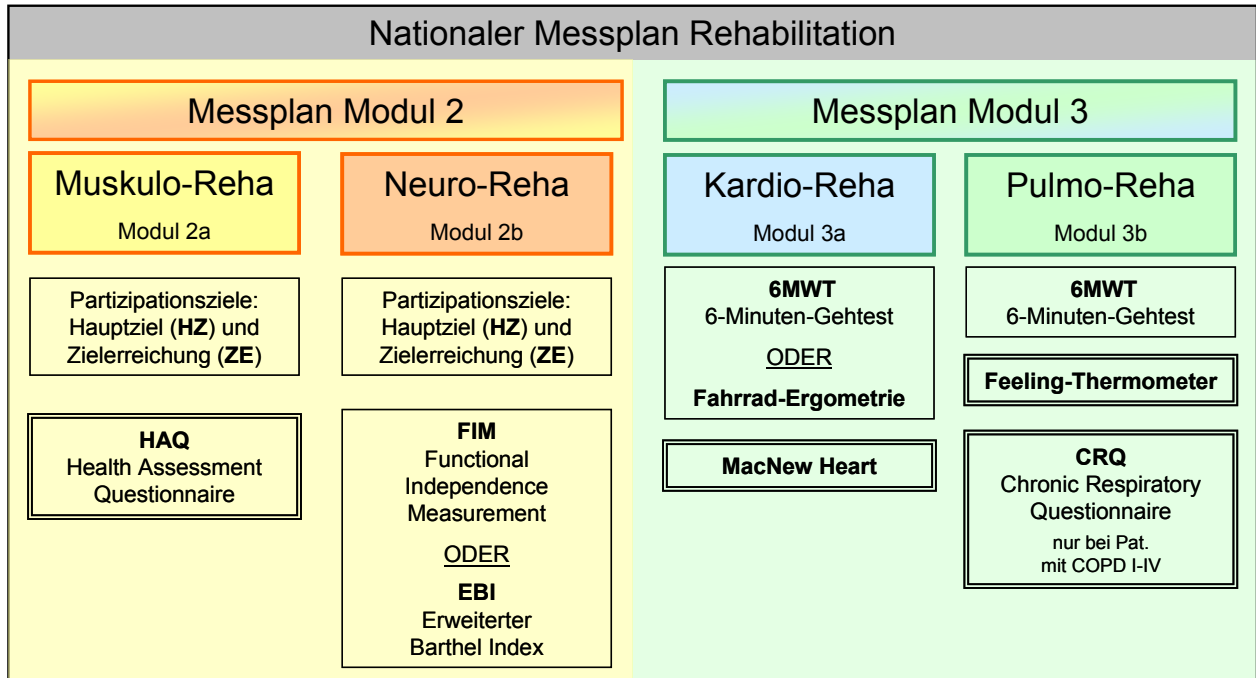 Nationaler Messplan Rehabilitation
Messplan Modul 2
Muskulo-Reha
Modul 2a
Partizipationsziele:
Hauptziel (HZ) und
Zielerreichung (ZE)
HAQ
Health Assessment
Questionnaire
Neuro-Reha
Modul 2b
Partizipationsziele:
Hauptziel (HZ) und
Zielerreichung (ZE)
FIM
Functional
Independence
Measurement
ODER
EBI
Erweiterter
Barthel Index
Messplan Modul 3
Kardio-Reha
Modul 3a
6MWT
6-Minuten-Gehtest
ODER
Fahrrad-Ergometrie
MacNew Heart
Pulmo-Reha
Modul 3b
6MWT
6-Minuten-Gehtest
Feeling-Thermometer
CRQ
Chronic Respiratory
Questionnaire
nur bei Pat.
mit COPD I-IV